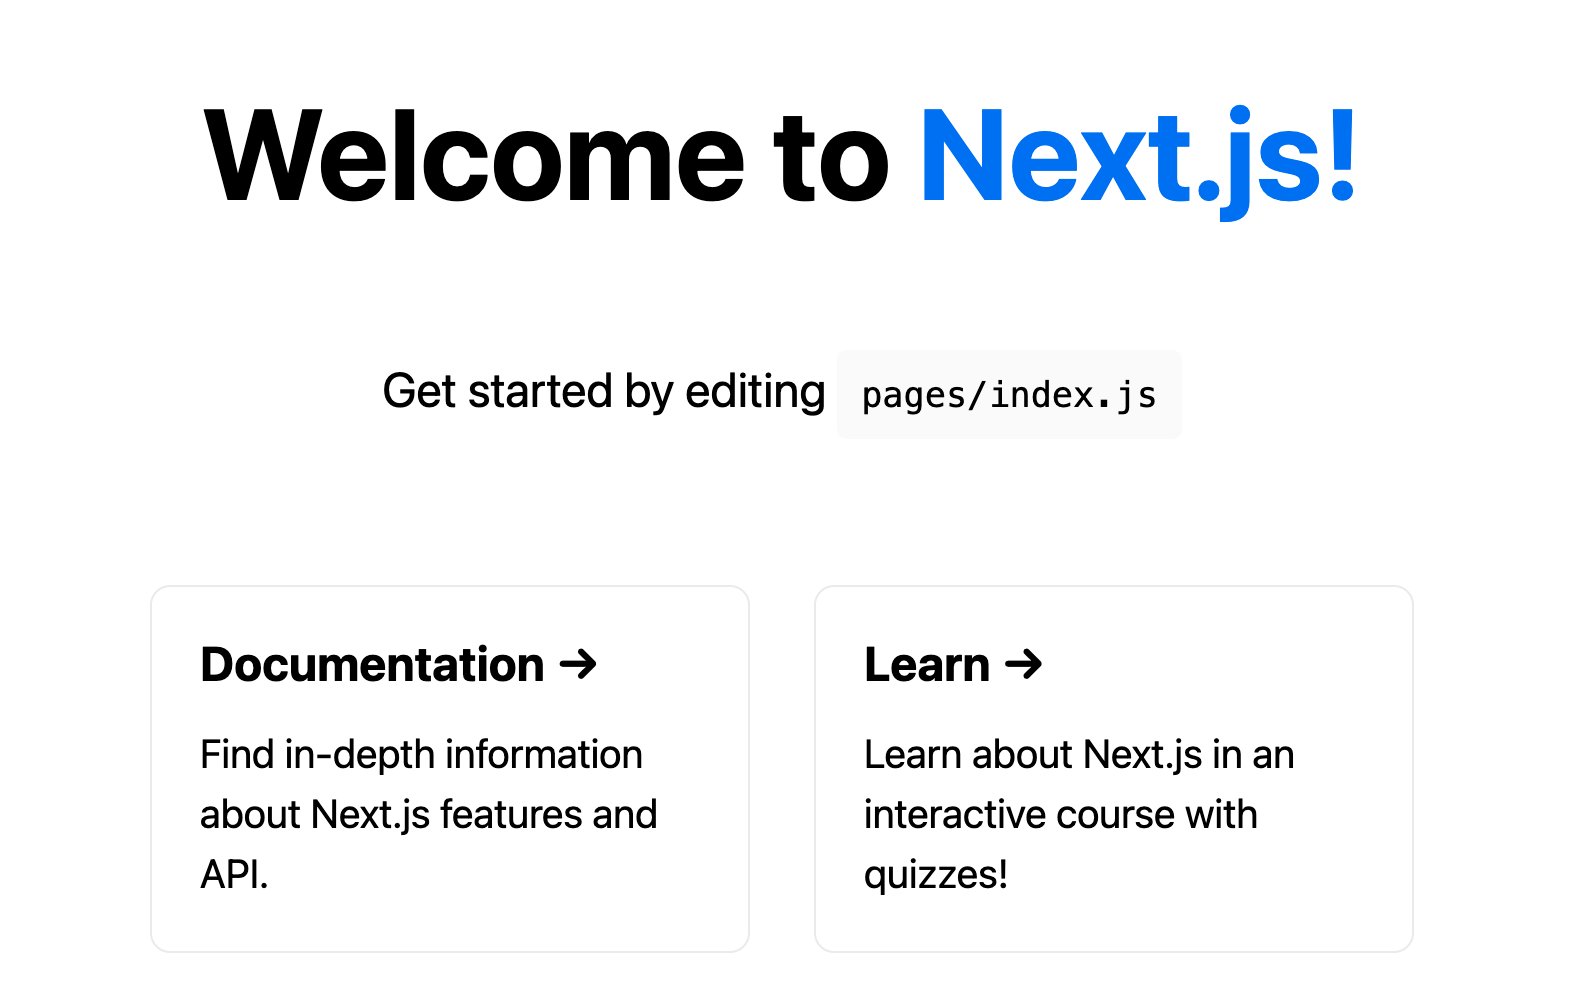 Welcome to Next.js!
Get started by editing pages/index.js
Documentation →
Find in-depth information
about Next.js features and
API.
Learn →
Learn about Next.js in an
interactive course with
quizzes!